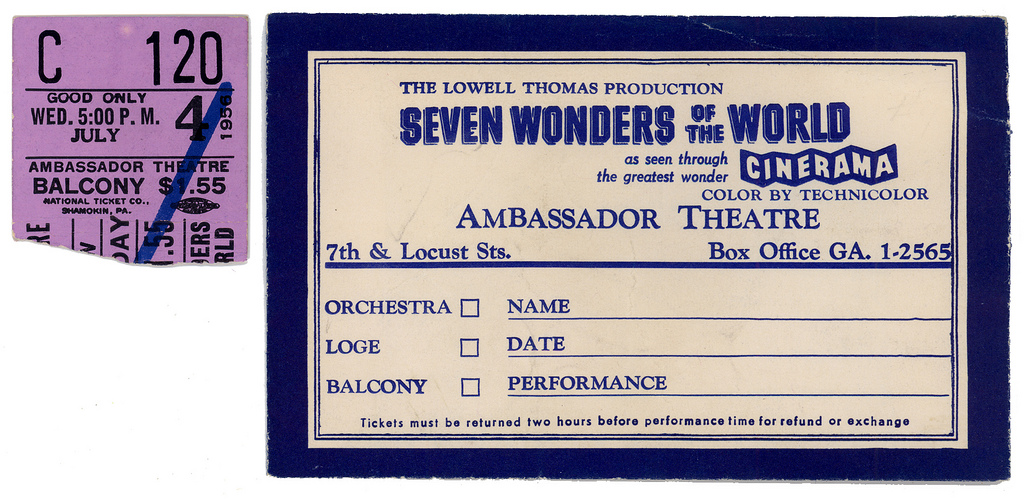 C 120
GOOD ONLY
WED. 5:00 P. M.
JULY 4 1956
AMBASSADOR THEATRE
BALCONY $1.55
NATIONAL TICKET CO.,
SHAMOKIN, PA.
THE LOWELL THOMAS PRODUCTION
SEVEN WONDERS OF THE WORLD
as seen through
the greatest wonder
CINERAMA
COLOR BY TECHNICOLOR
AMBASSADOR THEATRE
7th & Locust Sts. Box Office GA. 1-2565
ORCHESTRA NAME
LOGE DATE
BALCONY PERFORMANCE
Tickets must be returned two hours before performance time for refund or exchange